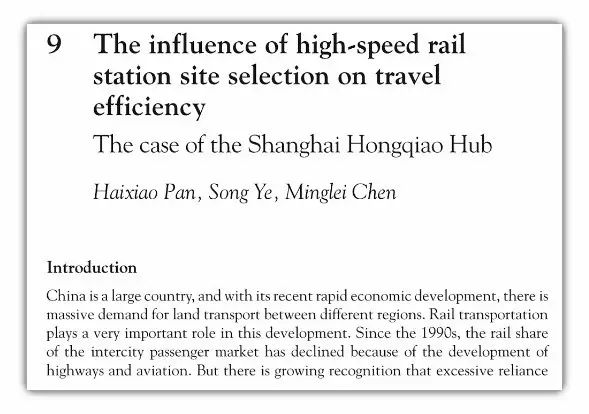 9 The influence of high-speed rail
station site selection on travel
efficiency
The case of the Shanghai Hongqiao Hub
Haixiao Pan, Song Ye, Minglei Chen
Introduction
China is a large country, and with its recent rapid economic development, there is
massive demand for land transport between different regions. Rail transportation
plays a very important role in this development. Since the 1990s, the rail share
of the intercity passenger market has declined because of the development of
highways and aviation. But there is growing recognition that excessive reliance